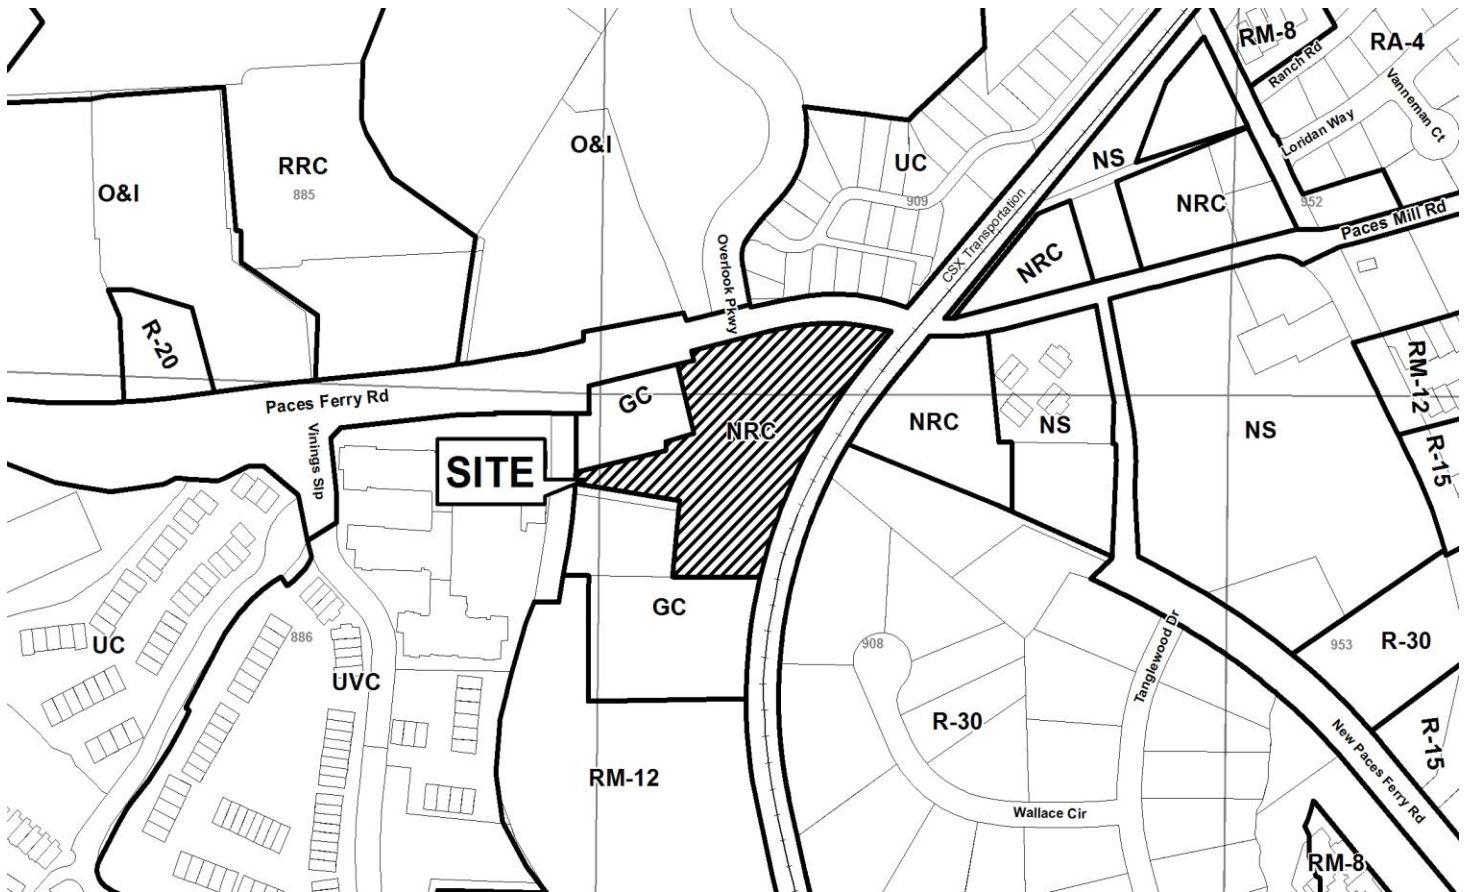 RM-8
RA-4
Ranch Rd
Vanneman Ct
Loridan Way
O&I
RRC
885
O&I
UC
909
NS
NRC
952
Paces Mill Rd
CSX Transportation
NRC
Overlook Pkwy
R-20
Paces Ferry Rd
GC
NRC
NRC
NS
NS
RM-12
R-15
Vinings Slp
SITE
GC
UC
886
UVC
908
Tanglewood Dr
953
R-30
R-30
R-15
New Paces Ferry Rd
RM-12
Wallace Cir
RM-8